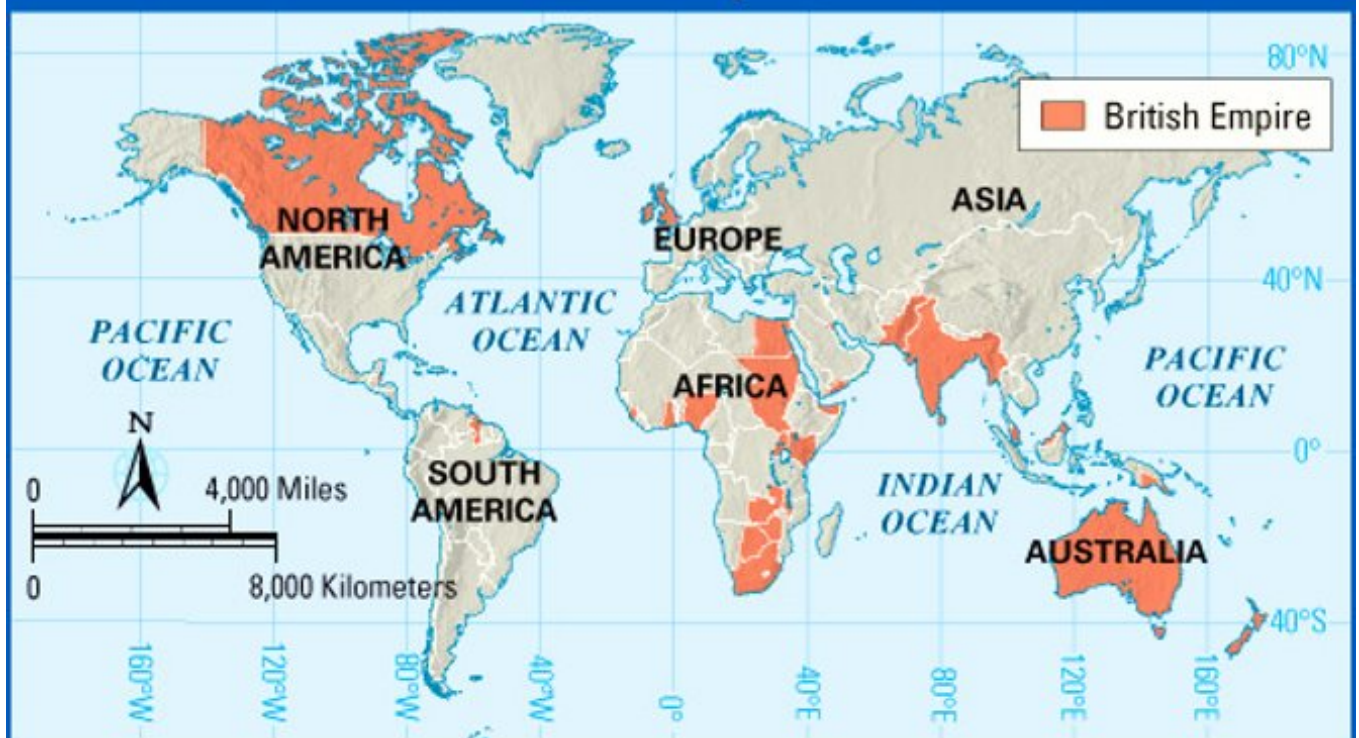 80°N
British Empire
ASIA
NORTH
AMERICA
EUROPE
40°N
ATLANTIC
OCEAN
PACIFIC
OCEAN
PACIFIC
OCEAN
AFRICA
N
0°
SOUTH
AMERICA
INDIAN
OCEAN
0
4,000 Miles
AUSTRALIA
0
8,000 Kilometers
40°S
160°W
120°W
80°W
40°W
0°
40°E
80°E
120°E
160°E